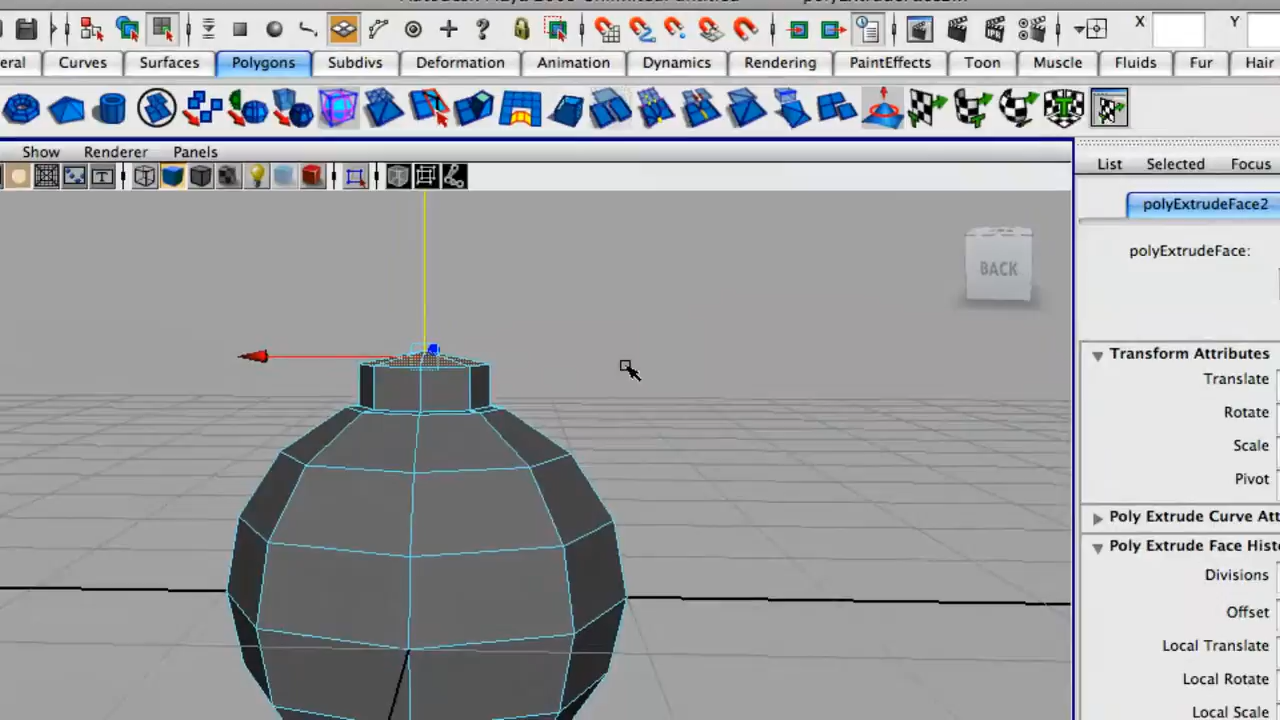 X Y
eral Curves Surfaces Polygons Subdivs Deformation Animation Dynamics Rendering PaintEffects Toon Muscle Fluids Fur Hair
Show Renderer Panels
List Selected Focus
polyExtrudeFace2
BACK
polyExtrudeFace:
Transform Attributes
Translate
Rotate
Scale
Pivot
Poly Extrude Curve Att
Poly Extrude Face Histo
Divisions
Offset
Local Translate
Local Rotate
Local Scale